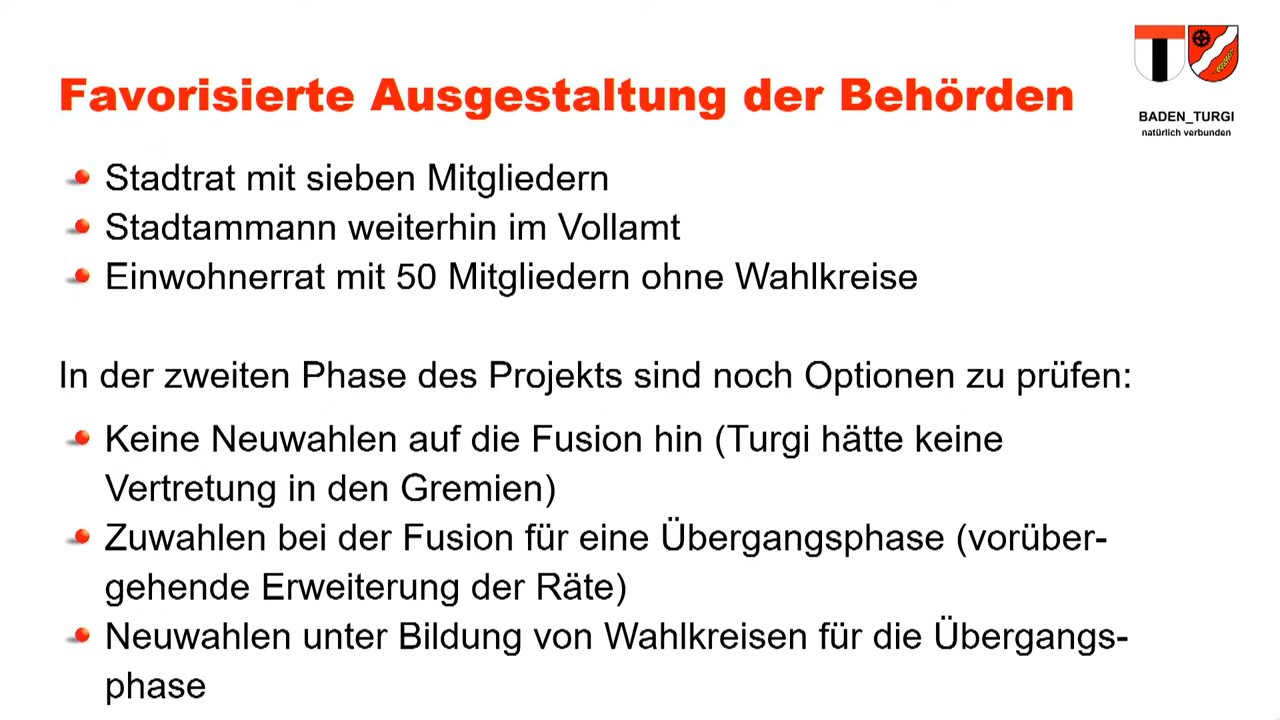 Favorisierte Ausgestaltung der Behörden
BADEN_TURGI
natürlich verbunden
Stadtrat mit sieben Mitgliedern
Stadtammann weiterhin im Vollamt
Einwohnerrat mit 50 Mitgliedern ohne Wahlkreise
In der zweiten Phase des Projekts sind noch Optionen zu prüfen:
Keine Neuwahlen auf die Fusion hin (Turgi hätte keine
Vertretung in den Gremien)
Zuwahlen bei der Fusion für eine Übergangsphase (vorüber-
gehende Erweiterung der Räte)
Neuwahlen unter Bildung von Wahlkreisen für die Übergangs-
phase